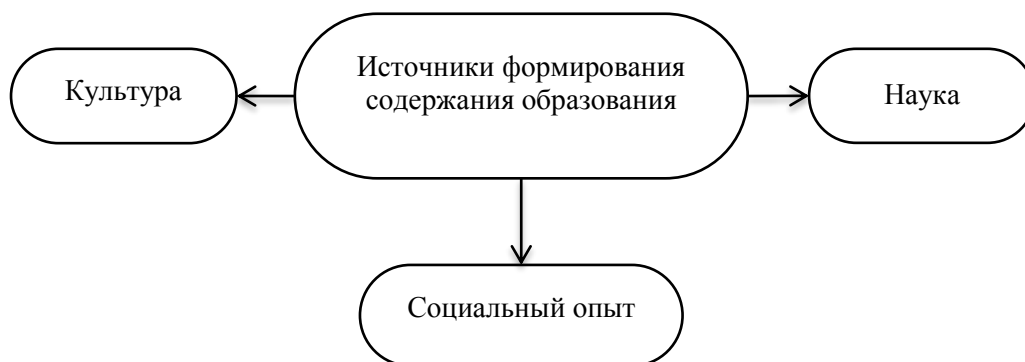 Источники формирования
содержания образования
Культура
Наука
Социальный опыт